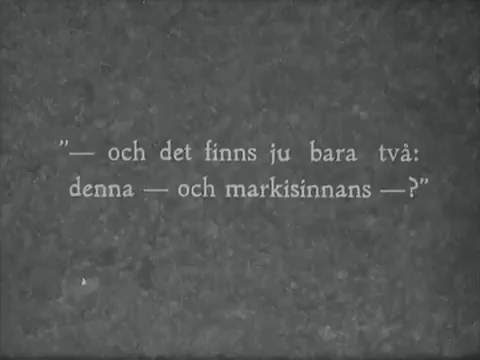 ”— och det finns ju bara två:
denna — och markisinnans —?”